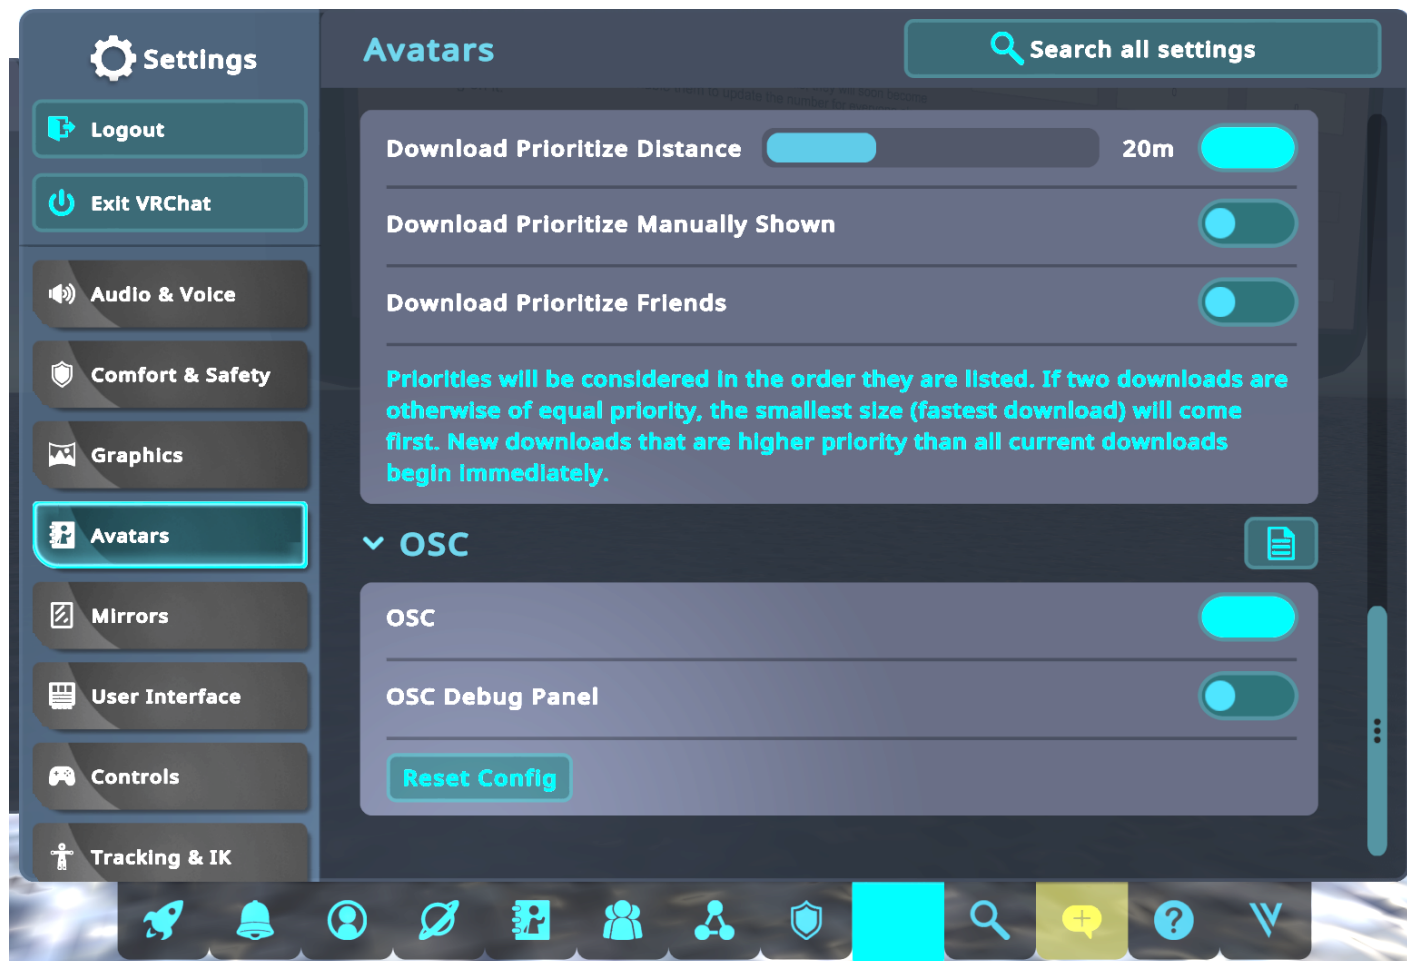 Settings
Avatars
Search all settings
Logout
Exit VRChat
Audio & Voice
Comfort & Safety
Graphics
Avatars
Mirrors
User Interface
Controls
Tracking & IK
Download Prioritize Distance
20m
Download Prioritize Manually Shown
Download Prioritize Friends
Priorities will be considered in the order they are listed. If two downloads are
otherwise of equal priority, the smallest size (fastest download) will come
first. New downloads that are higher priority than all current downloads
begin immediately.
OSC
OSC
OSC Debug Panel
Reset Config